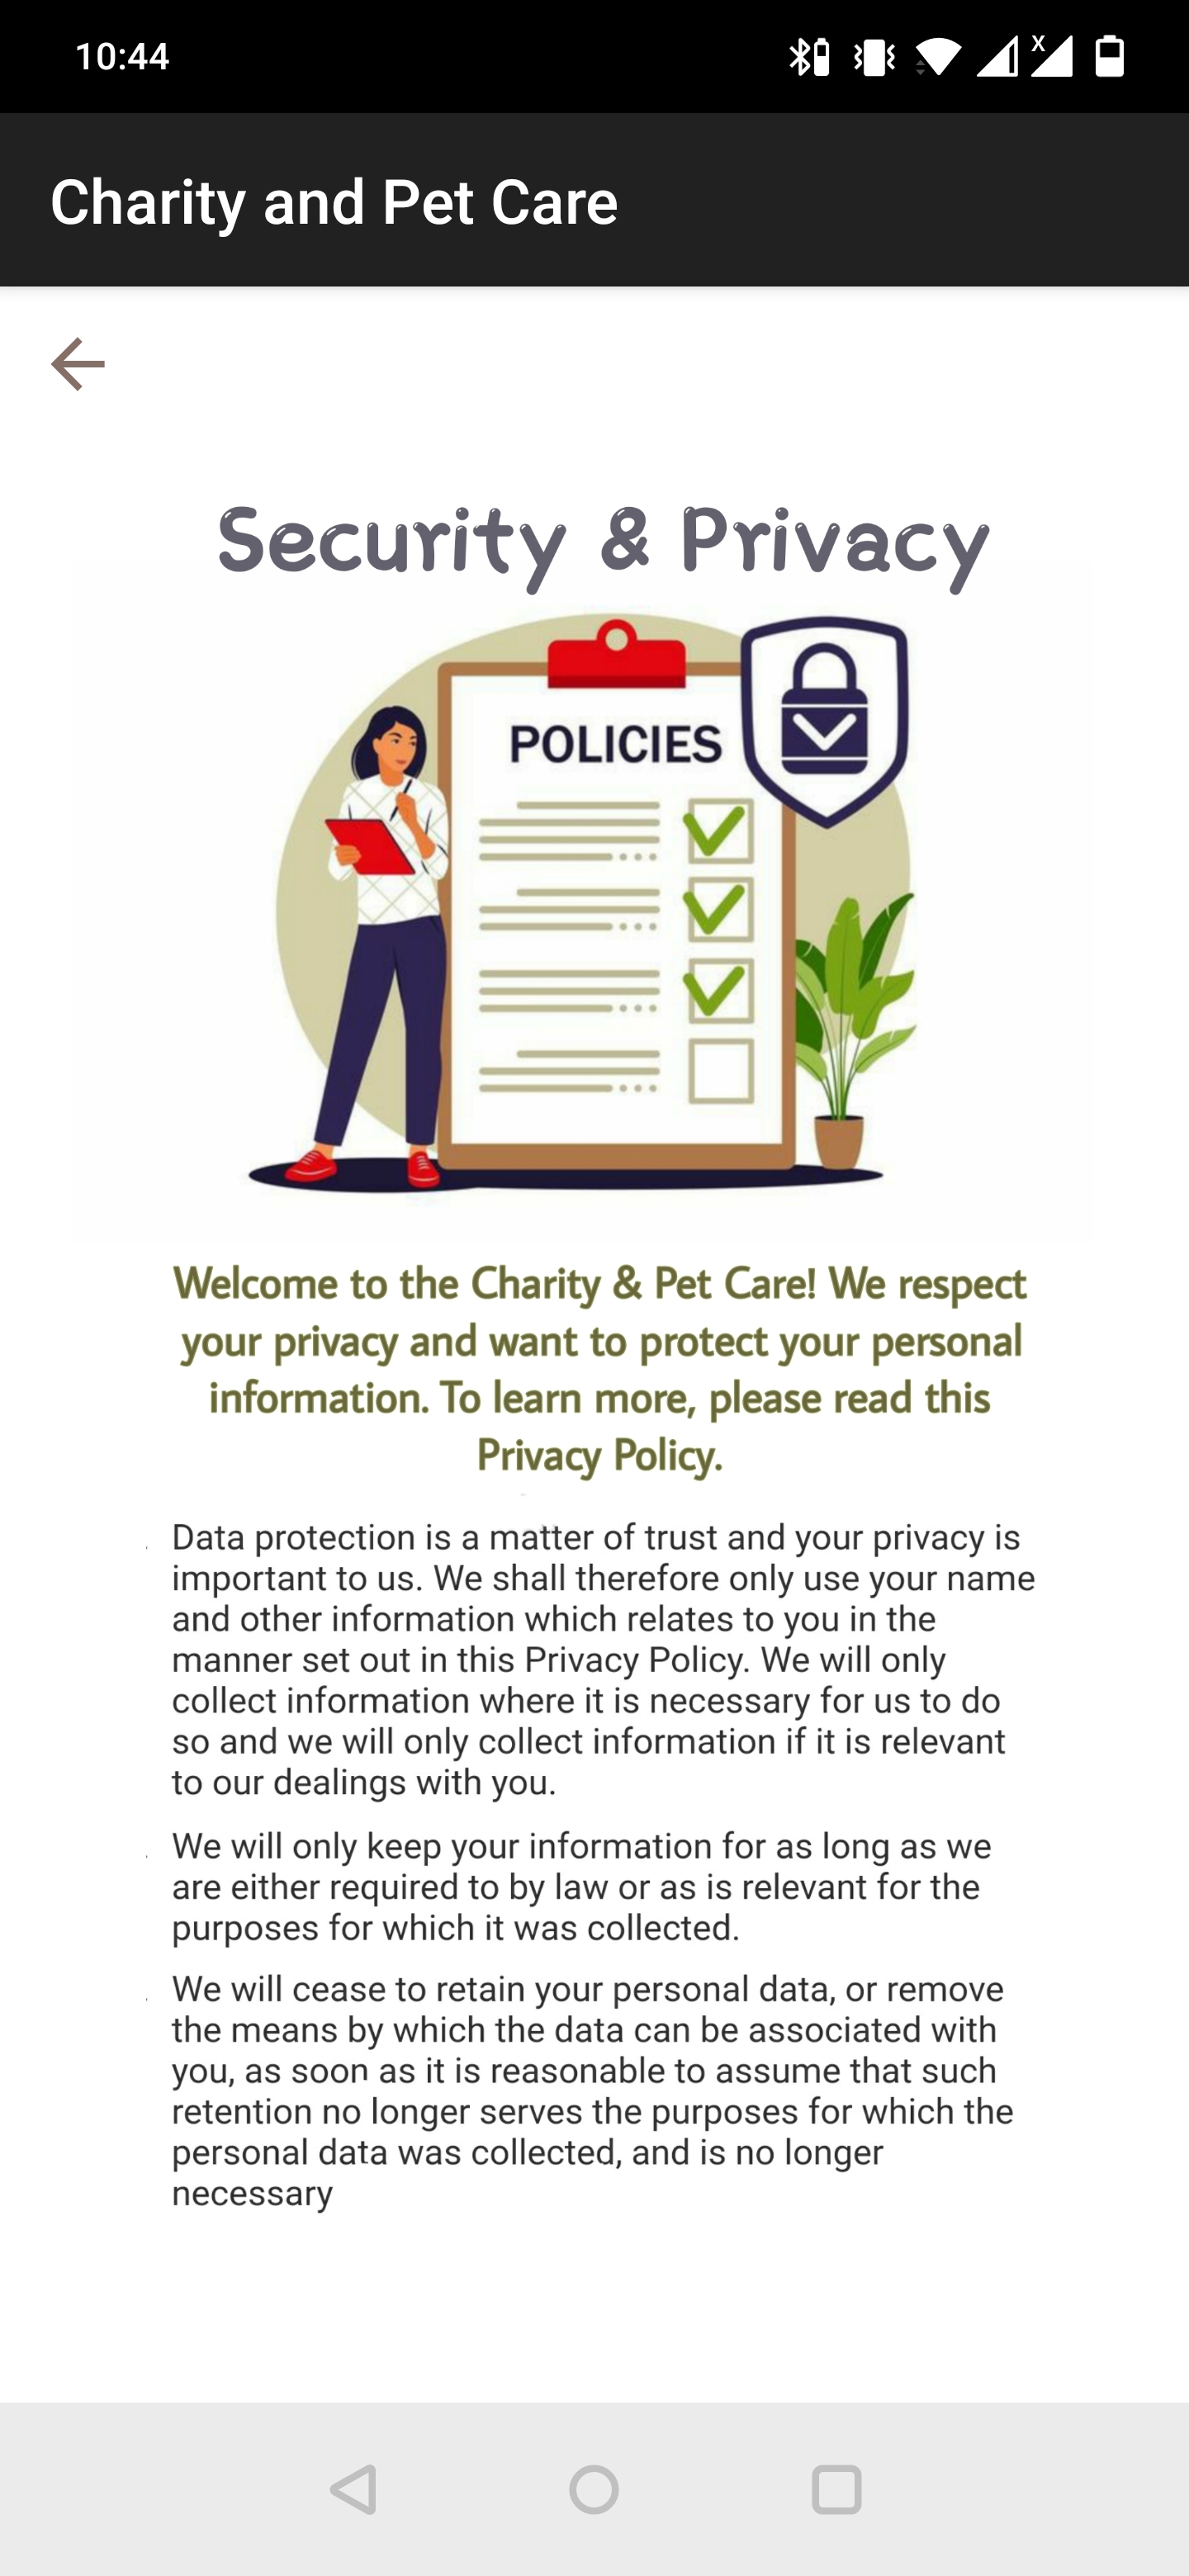 10:44
x
Charity and Pet Care
Security & Privacy
POLICIES
Welcome to the Charity & Pet Care! We respect
your privacy and want to protect your personal
information. To learn more, please read this
Privacy Policy.
Data protection is a matter of trust and your privacy is
important to us. We shall therefore only use your name
and other information which relates to you in the
manner set out in this Privacy Policy. We will only
collect information where it is necessary for us to do
so and we will only collect information if it is relevant
to our dealings with you.
We will only keep your information for as long as we
are either required to by law or as is relevant for the
purposes for which it was collected.
We will cease to retain your personal data, or remove
the means by which the data can be associated with
you, as soon as it is reasonable to assume that such
retention no longer serves the purposes for which the
personal data was collected, and is no longer
necessary